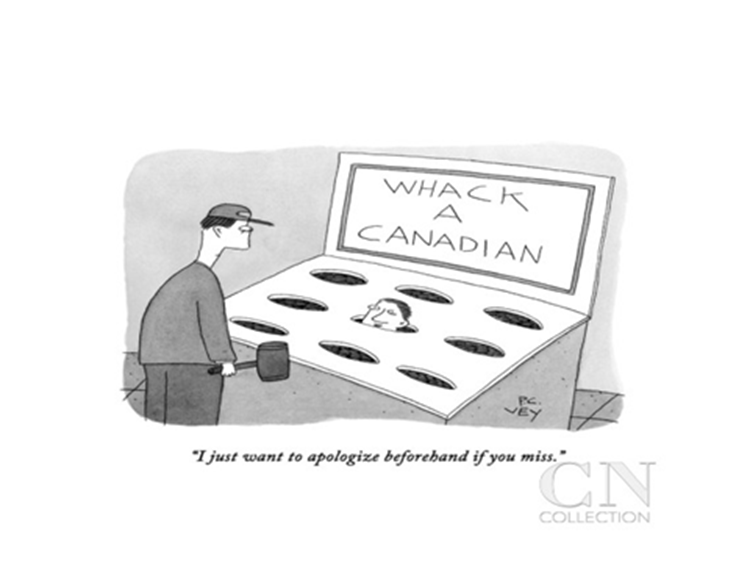 WHACK
A
CANADIAN
P.C.
VEY
"I just want to apologize beforehand if you miss."
CN
COLLECTION